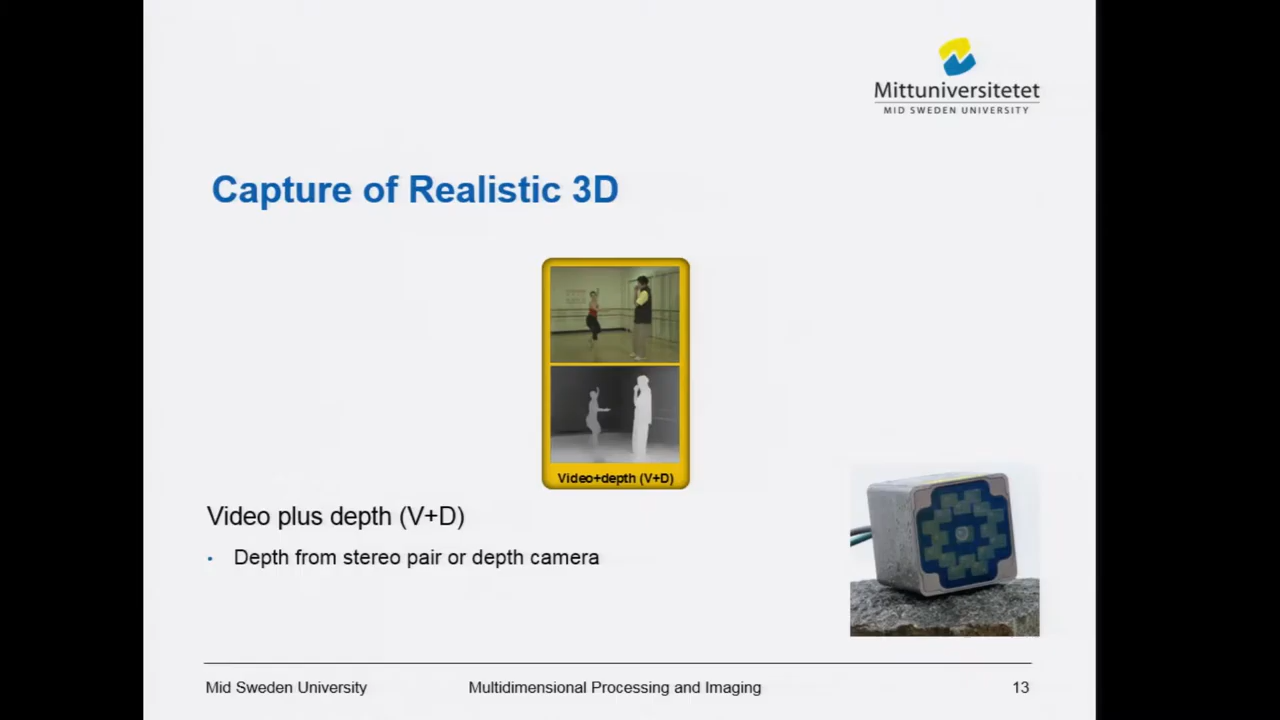 Mittuniversitetet
MID SWEDEN UNIVERSITY
Capture of Realistic 3D
Video+depth (V+D)
Video plus depth (V+D)
• Depth from stereo pair or depth camera
Mid Sweden University Multidimensional Processing and Imaging 13